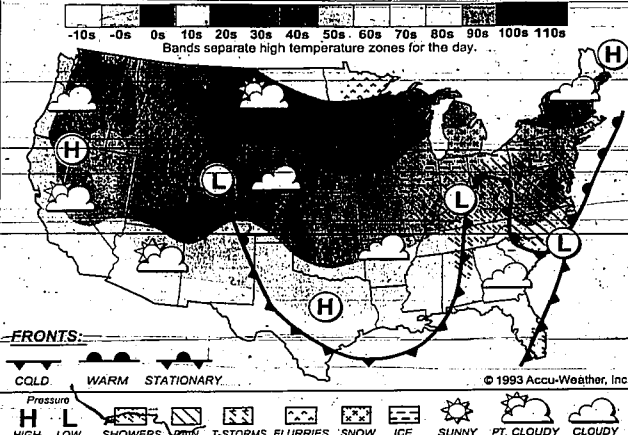 -10s -0s 0s 10s 20s 30s 40s 50s 60s 70s 80s 90s 100s 110s
Bands separate high temperature zones for the day.
H
H
L
L
L
H
FRONTS:
COLD WARM STATIONARY
© 1993 Accu-Weather, Inc.
Pressure
H L
HIGH LOW SHOWERS RAIN T-STORMS FLURRIES SNOW ICE SUNNY PT. CLOUDY CLOUDY